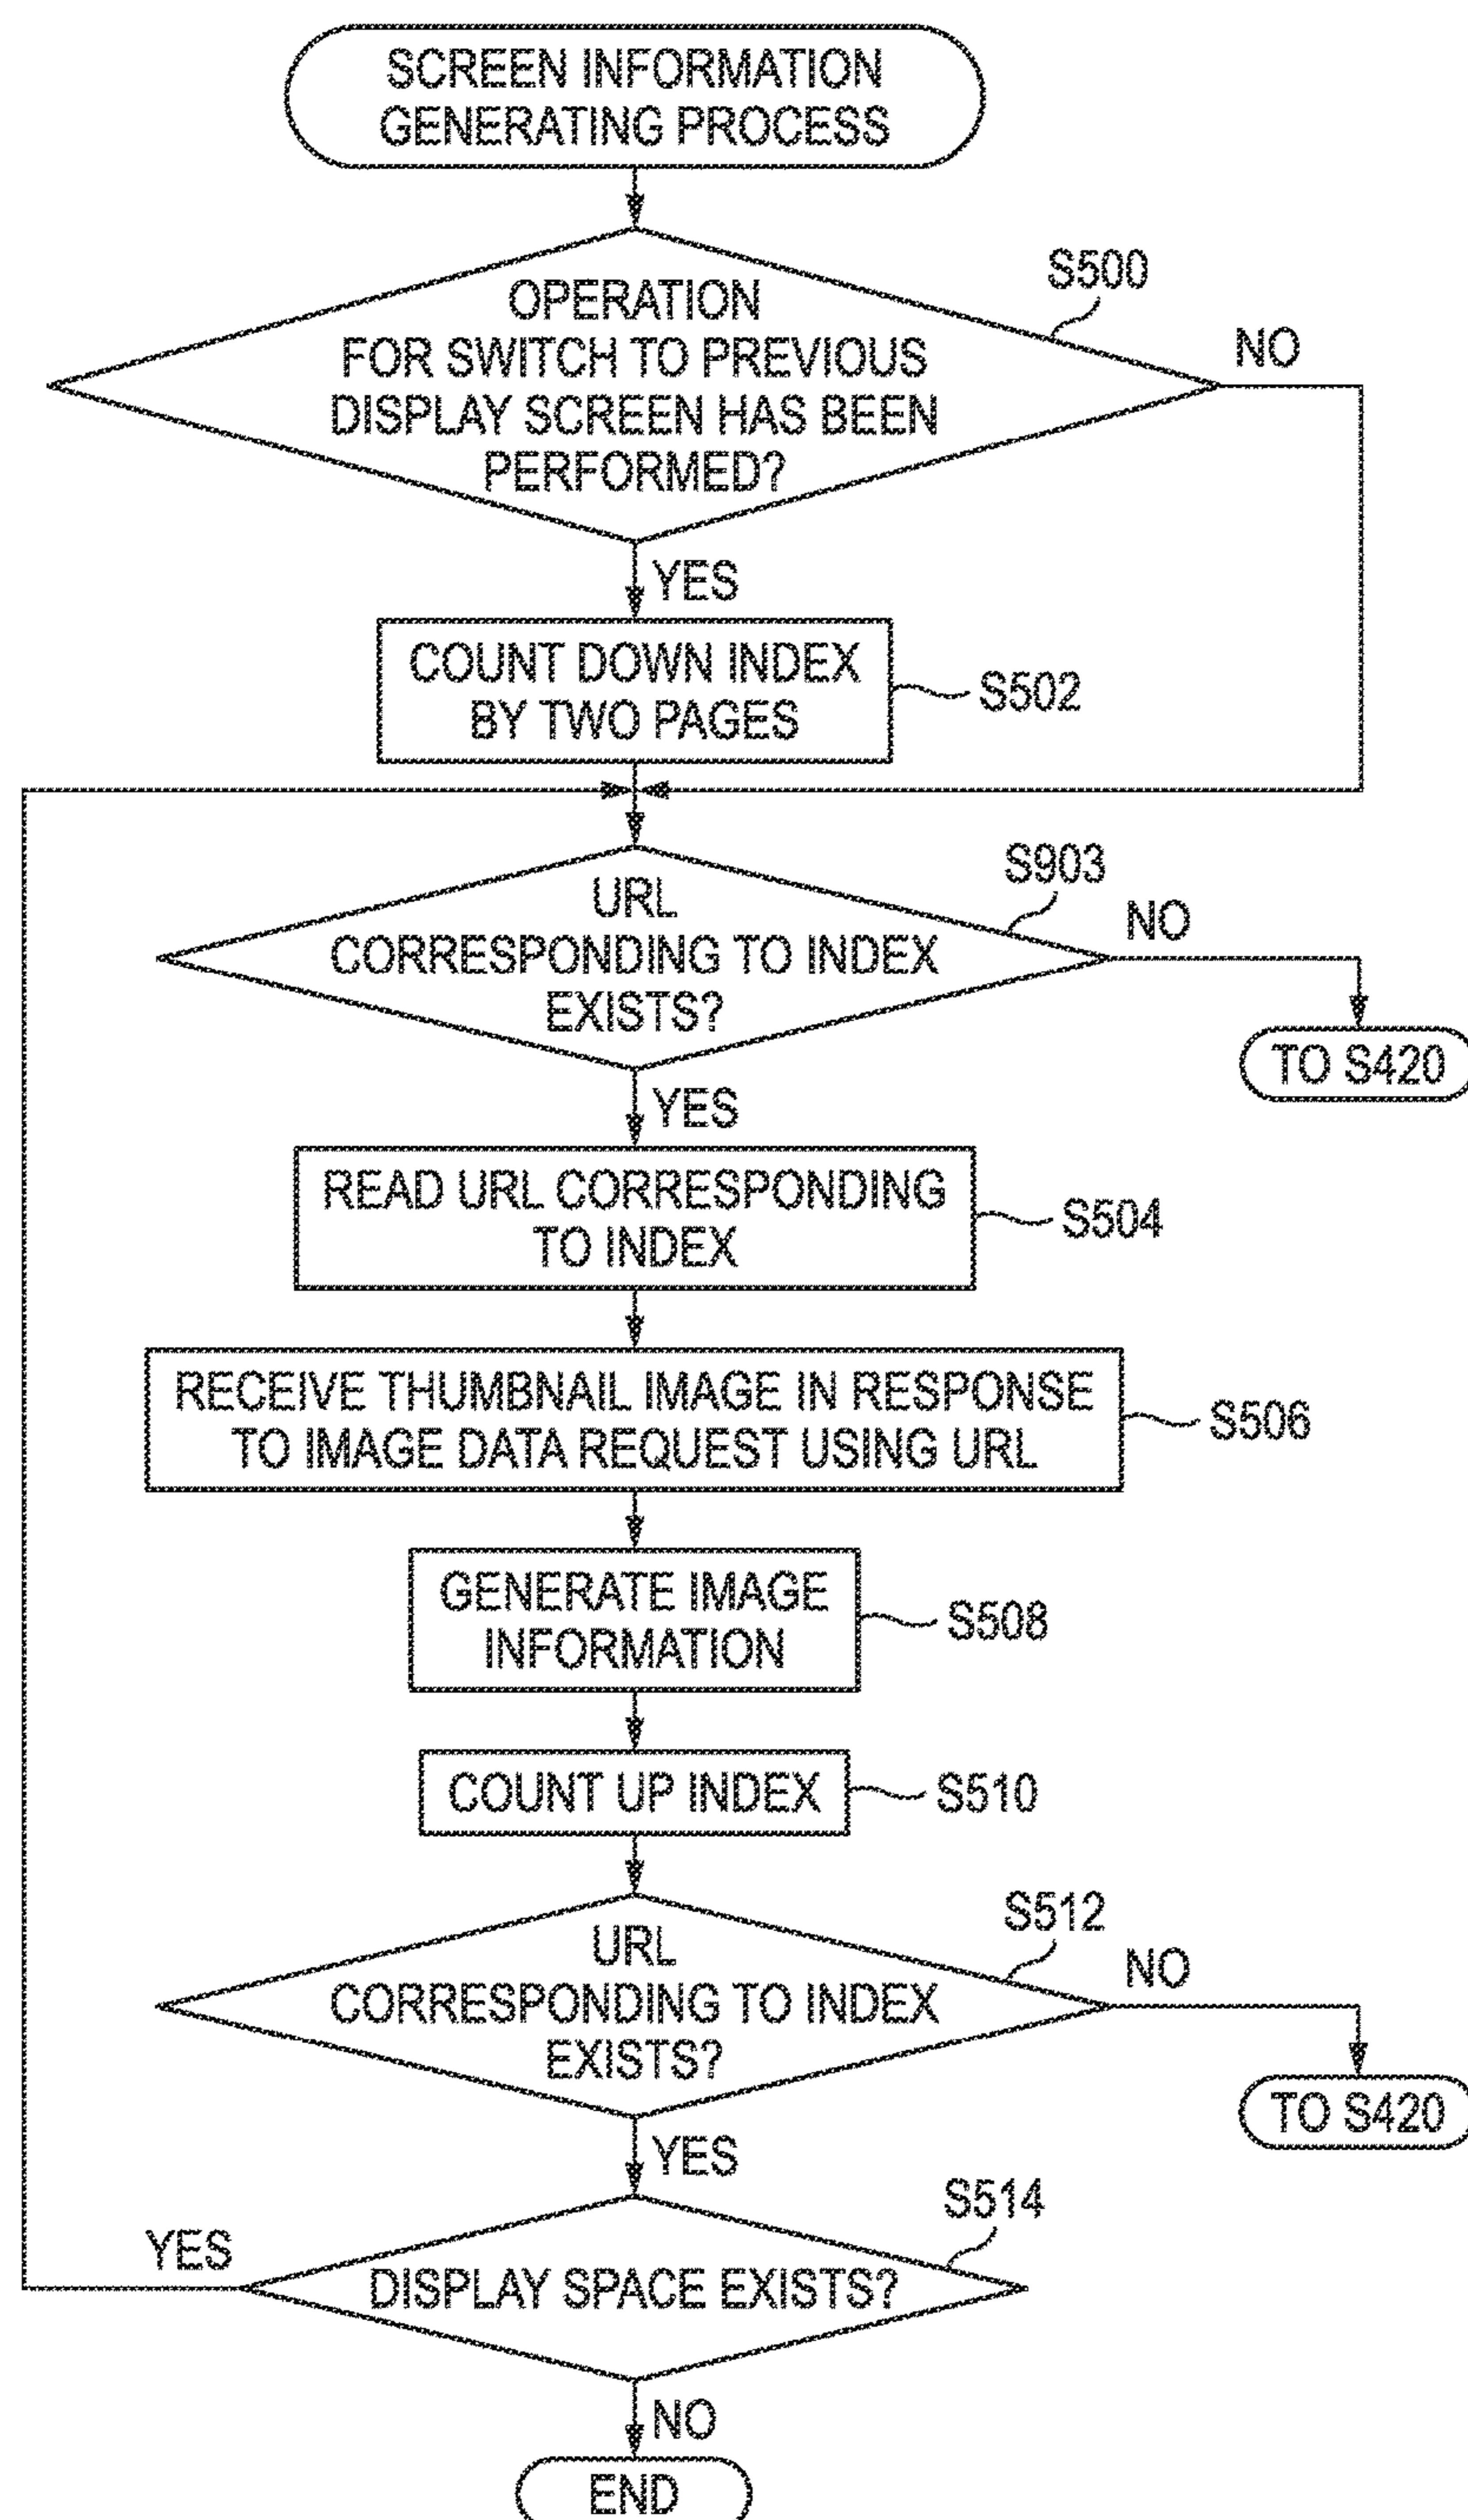 SCREEN INFORMATION
GENERATING PROCESS
S500
OPERATION
FOR SWITCH TO PREVIOUS
DISPLAY SCREEN HAS BEEN
PERFORMED?
NO
YES
COUNT DOWN INDEX
BY TWO PAGES
S502
S903
URL
CORRESPONDING TO INDEX
EXISTS?
NO
TO S420
YES
READ URL CORRESPONDING
TO INDEX
S504
RECEIVE THUMBNAIL IMAGE IN RESPONSE
TO IMAGE DATA REQUEST USING URL
S506
GENERATE IMAGE
INFORMATION
S508
COUNT UP INDEX
S510
S512
URL
CORRESPONDING TO INDEX
EXISTS?
NO
TO S420
YES
S514
YES
DISPLAY SPACE EXISTS?
NO
END